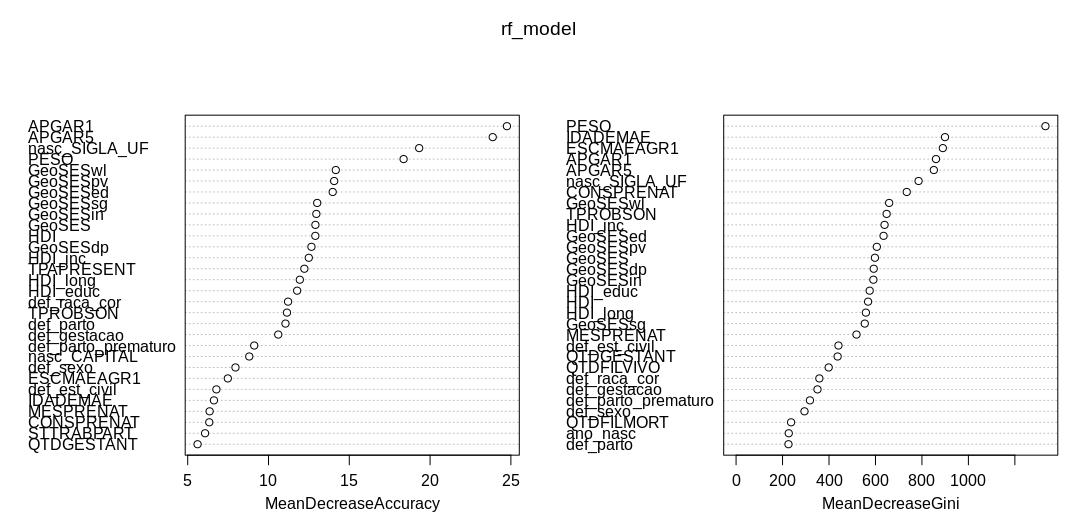 rf_model
APGAR1
APGAR5
nasc_SIGLA_UF
PESO
GeoSESwl
GeoSESpv
GeoSESed
GeoSESsg
GeoSESin
GeoSES
HDI
GeoSESdp
HDI_inc
TPAPRESENT
HDI_long
HDI_educ
def_raca_cor
TPROBSON
def_parto
def_gestacao
def_parto_prematuro
nasc_CAPITAL
def_sexo
ESCMAEAGR1
def_est_civil
IDADEMAE
MESPRENAT
CONSPRENAT
STTRABPART
QTDGESTANT
5 10 15 20 25
MeanDecreaseAccuracy
PESO
IDADEMAE
ESCMAEAGR1
APGAR1
APGAR5
nasc_SIGLA_UF
CONSPRENAT
GeoSESwl
TPROBSON
HDI_inc
GeoSESed
GeoSESpv
GeoSES
GeoSESdp
GeoSESin
HDI_educ
HDI
HDI_long
GeoSESsg
MESPRENAT
def_est_civil
QTDGESTANT
QTDFILVIVO
def_raca_cor
def_gestacao
def_parto_prematuro
def_sexo
QTDFILMORT
ano_nasc
def_parto
0 200 400 600 800 1000
MeanDecreaseGini